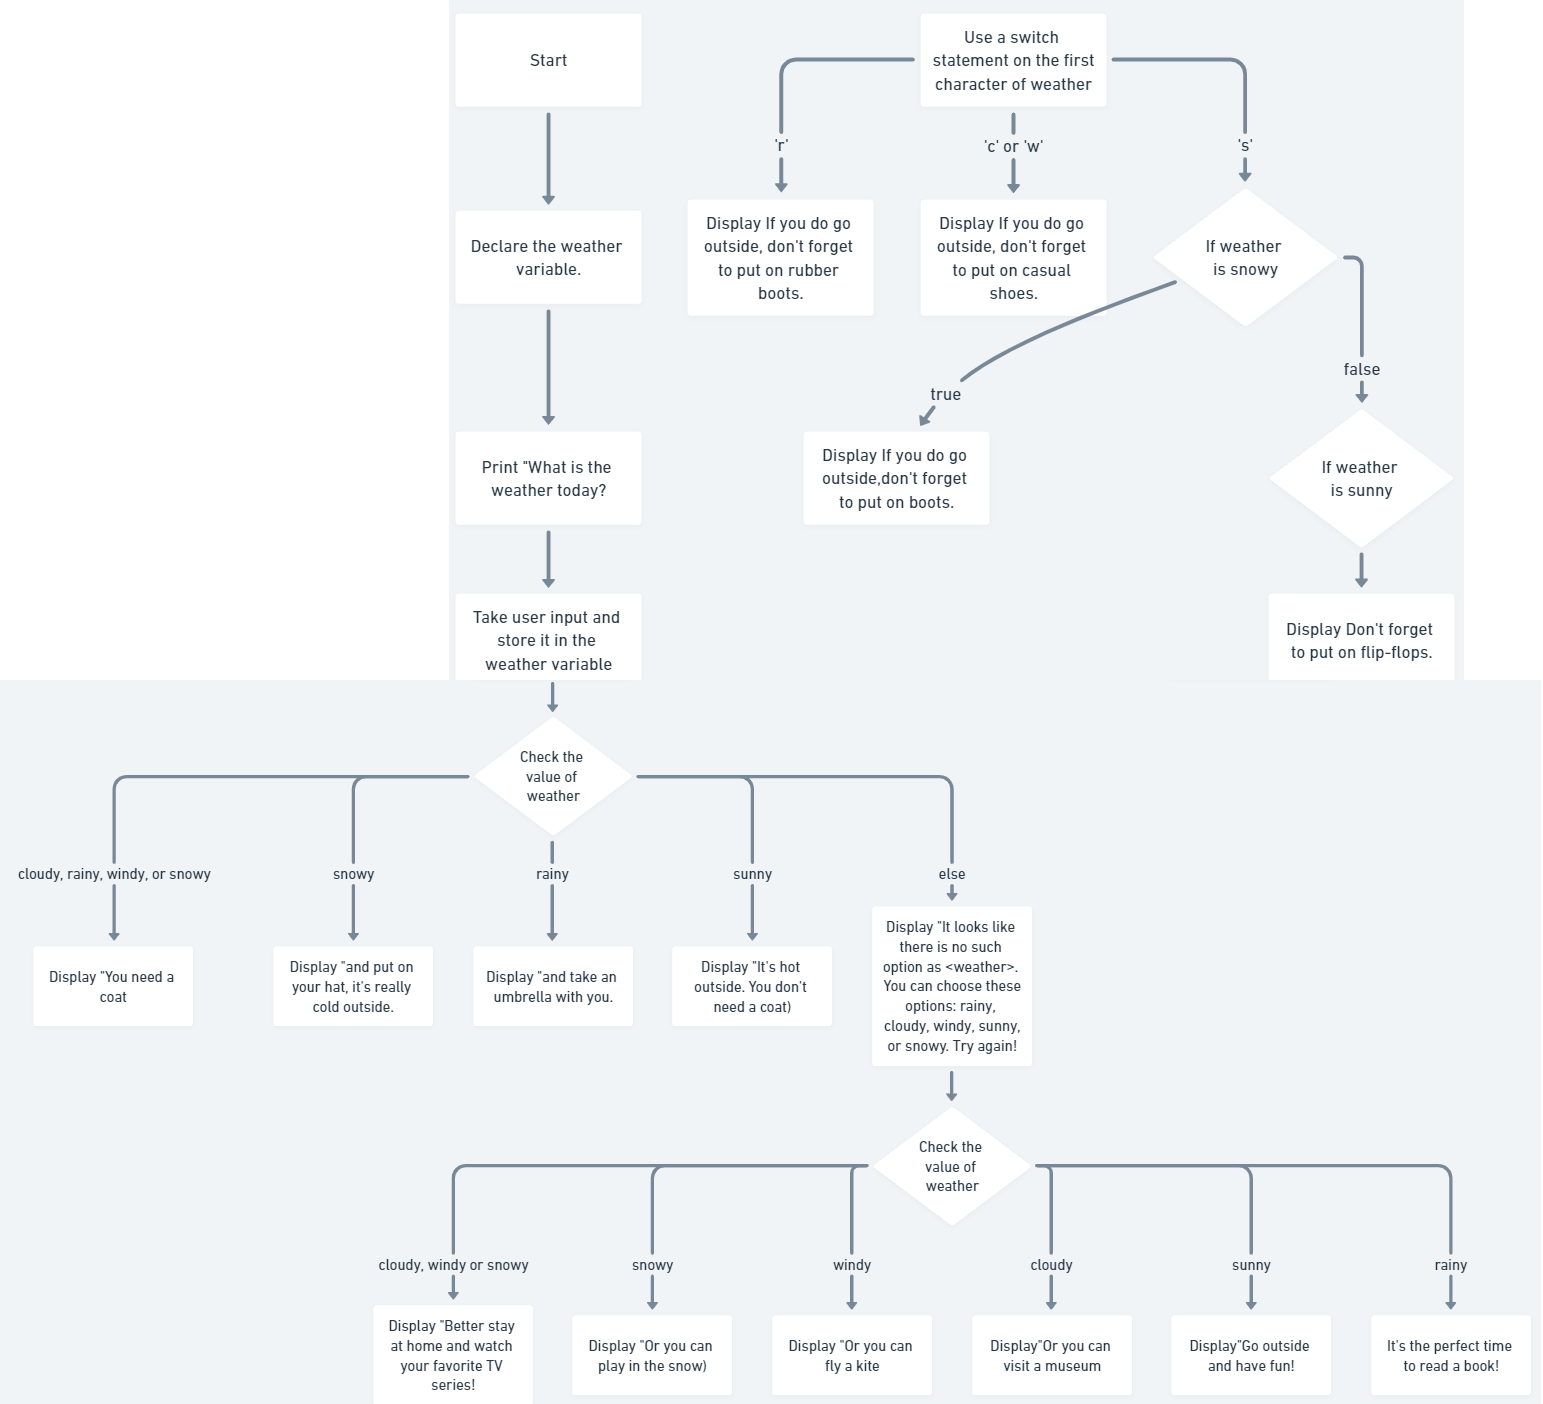 Start
Declare the weather
variable.
Print "What is the
weather today?
Take user input and
store it in the
weather variable
Use a switch
statement on the first
character of weather
'r'
'c' or 'w'
's'
Display If you do go
outside, don't forget
to put on rubber
boots.
Display If you do go
outside, don't forget
to put on casual
shoes.
If weather
is snowy
true
false
Display If you do go
outside,don't forget
to put on boots.
If weather
is sunny
Display Don't forget
to put on flip-flops.
Check the
value of
weather
cloudy, rainy, windy, or snowy
snowy
rainy
sunny
else
Display "You need a
coat
Display "and put on
your hat, it's really
cold outside.
Display "and take an
umbrella with you.
Display "It's hot
outside. You don't
need a coat)
Display "It looks like
there is no such
option as <weather>.
You can choose these
options: rainy,
cloudy, windy, sunny,
or snowy. Try again!
Check the
value of
weather
cloudy, windy or snowy
snowy
windy
cloudy
sunny
rainy
Display "Better stay
at home and watch
your favorite TV
series!
Display "Or you can
play in the snow)
Display "Or you can
fly a kite
Display"Or you can
visit a museum
Display"Go outside
and have fun!
It's the perfect time
to read a book!